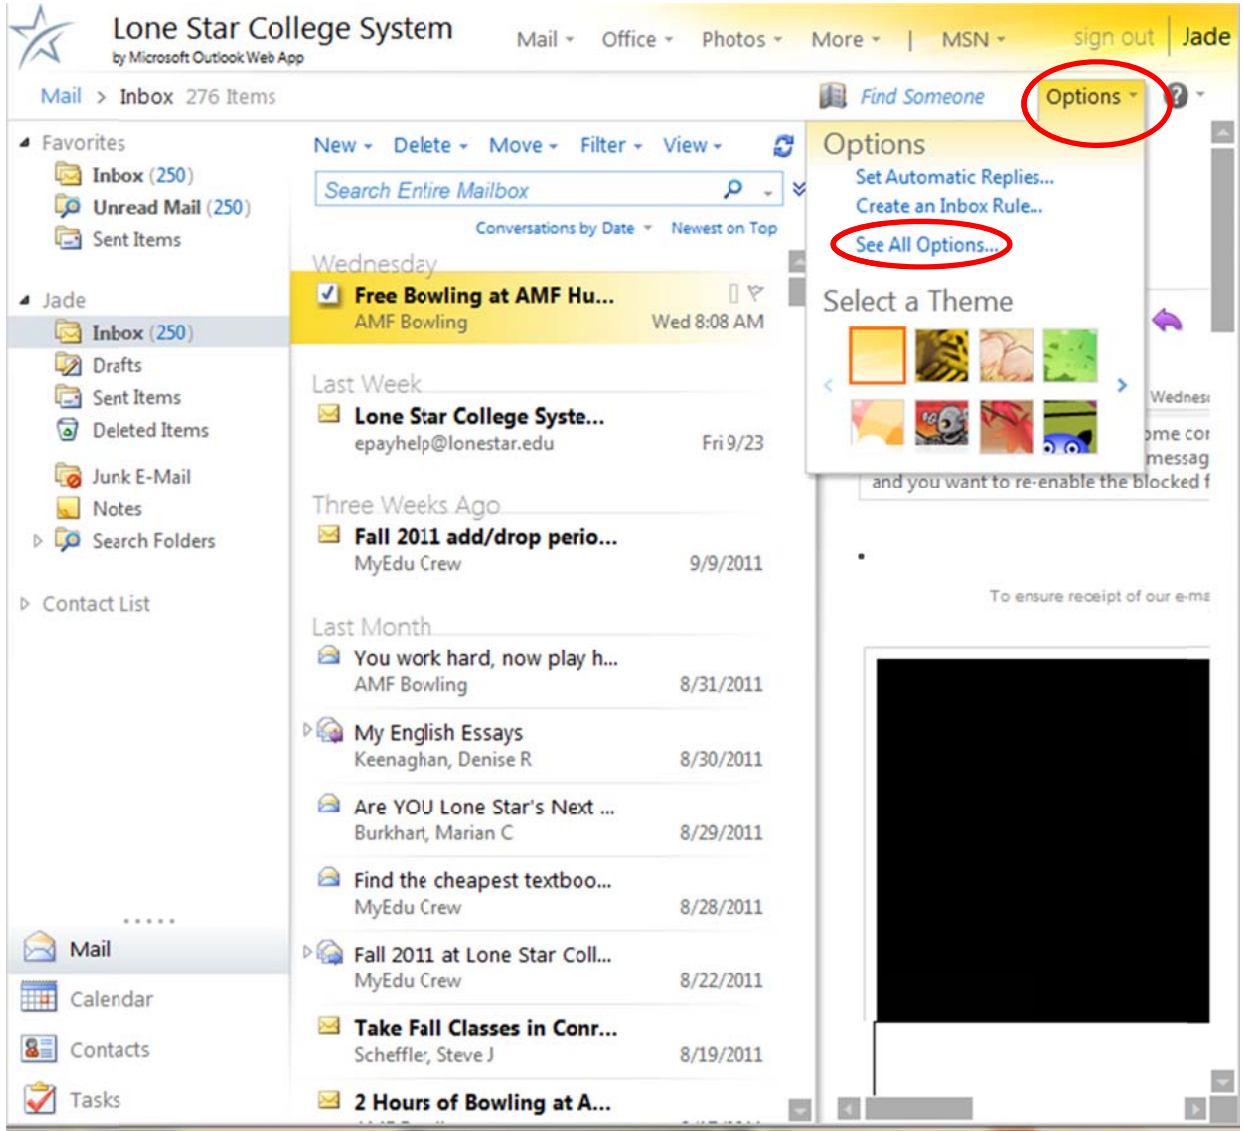 Lone Star College System
by Microsoft Outlook Web App
Mail Office Photos More | MSN sign out Jade
Mail > Inbox 276 Items
Find Someone Options ?
Favorites
Inbox (250)
Unread Mail (250)
Sent Items
Jade
Inbox (250)
Drafts
Sent Items
Deleted Items
Junk E-Mail
Notes
Search Folders
Contact List
Mail
Calendar
Contacts
Tasks
New Delete Move Filter View
Search Entire Mailbox
Conversations by Date Newest on Top
Wednesday
Free Bowling at AMF Hu...
AMF Bowling Wed 8:08 AM
Last Week
Lone Star College Syste...
epayhelp@lonestar.edu Fri 9/23
Three Weeks Ago
Fall 2011 add/drop perio...
MyEdu Crew 9/9/2011
Last Month
You work hard, now play h...
AMF Bowling 8/31/2011
My English Essays
Keenaghan, Denise R 8/30/2011
Are YOU Lone Star's Next ...
Burkhart, Marian C 8/29/2011
Find the cheapest textboo...
MyEdu Crew 8/28/2011
Fall 2011 at Lone Star Coll...
MyEdu Crew 8/22/2011
Take Fall Classes in Conr...
Scheffler, Steve J 8/19/2011
2 Hours of Bowling at A...
Options
Set Automatic Replies...
Create an Inbox Rule...
See All Options...
Select a Theme
Wednes
ome cor
messag
and you want to re-enable the blocked f
To ensure receipt of our e-ma